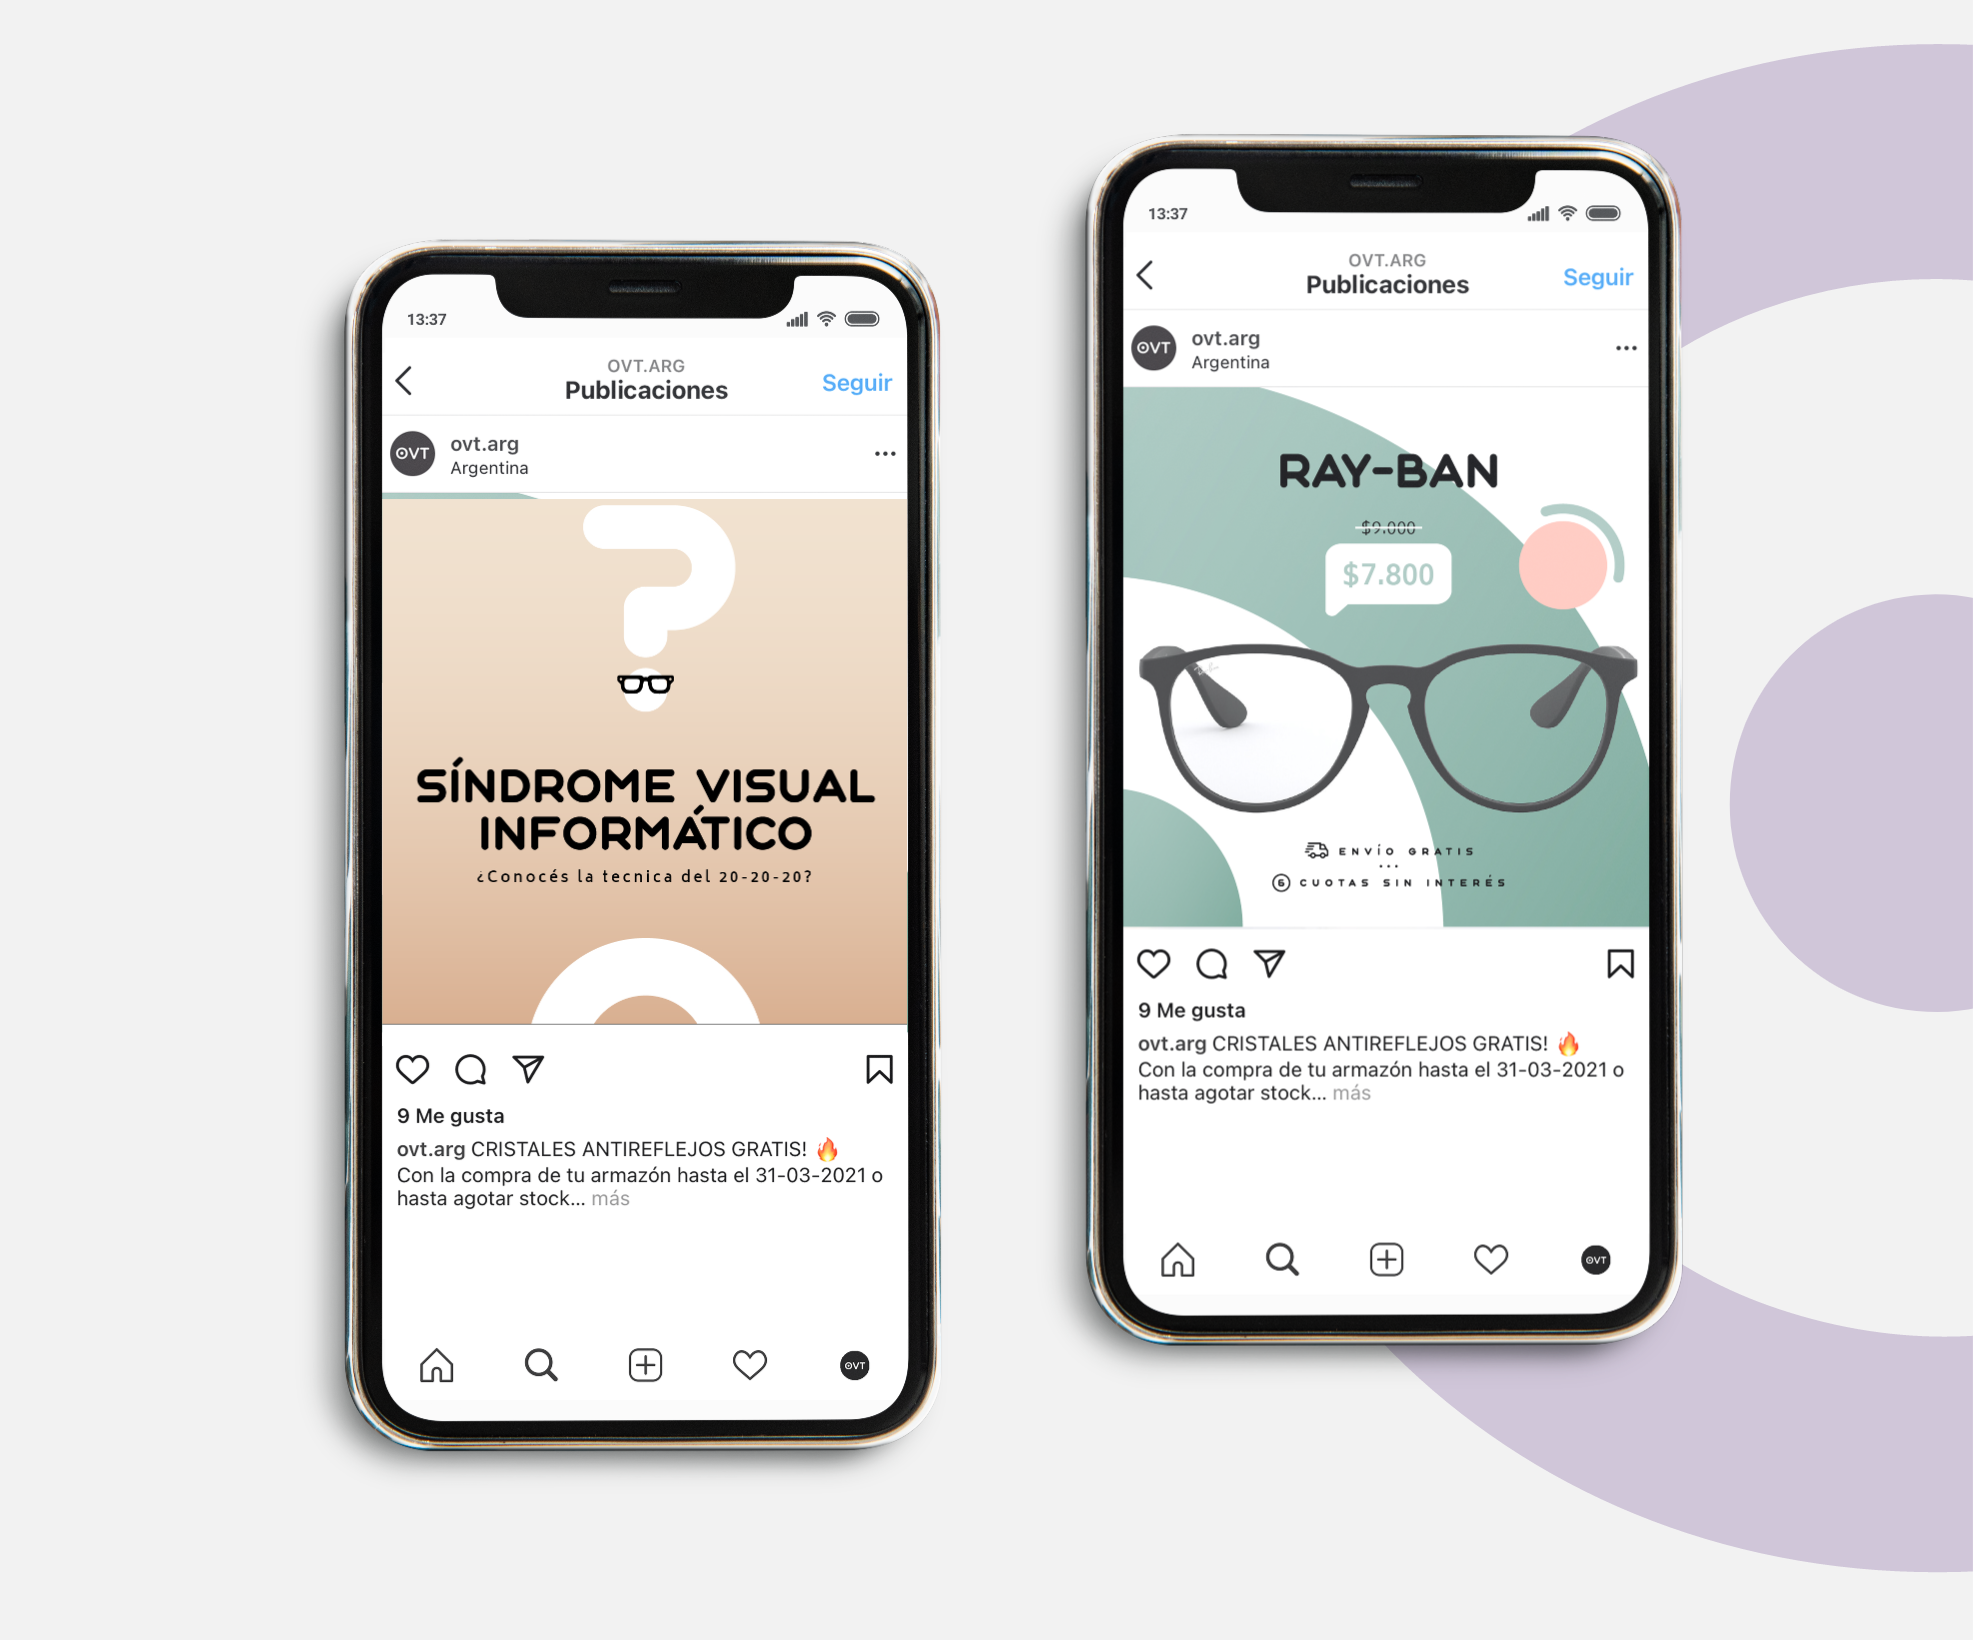 13:37
OVT.ARG
Publicaciones
Seguir
OVT
ovt.arg
Argentina
SÍNDROME VISUAL
INFORMÁTICO
¿Conocés la tecnica del 20-20-20?
9 Me gusta
ovt.arg CRISTALES ANTIREFLEJOS GRATIS! 🔥
Con la compra de tu armazón hasta el 31-03-2021 o
hasta agotar stock... más
OVT
13:37
OVT.ARG
Publicaciones
Seguir
OVT
ovt.arg
Argentina
RAY-BAN
$9.000
$7.800
Ray-Ban
ENVÍO GRATIS
...
6 CUOTAS SIN INTERÉS
9 Me gusta
ovt.arg CRISTALES ANTIREFLEJOS GRATIS! 🔥
Con la compra de tu armazón hasta el 31-03-2021 o
hasta agotar stock... más
OVT